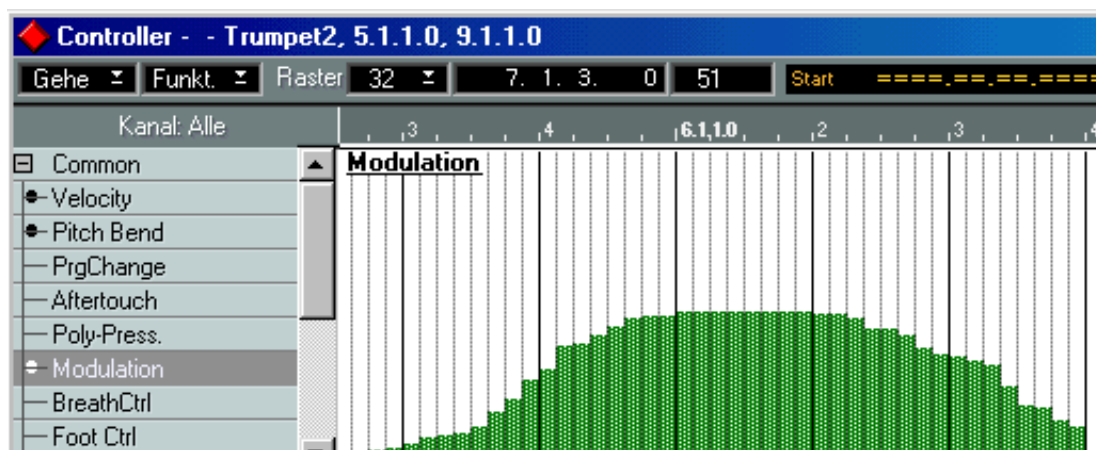 Controller - - Trumpet2, 5.1.1.0, 9.1.1.0
Gehe Funkt. Raster 32 7. 1. 3. 0 51 Start ====.==.==.====
Kanal: Alle 3 4 6.1,1.0 2 3 4
Common Modulation
Velocity
Pitch Bend
PrgChange
Aftertouch
Poly-Press.
Modulation
BreathCtrl
Foot Ctrl